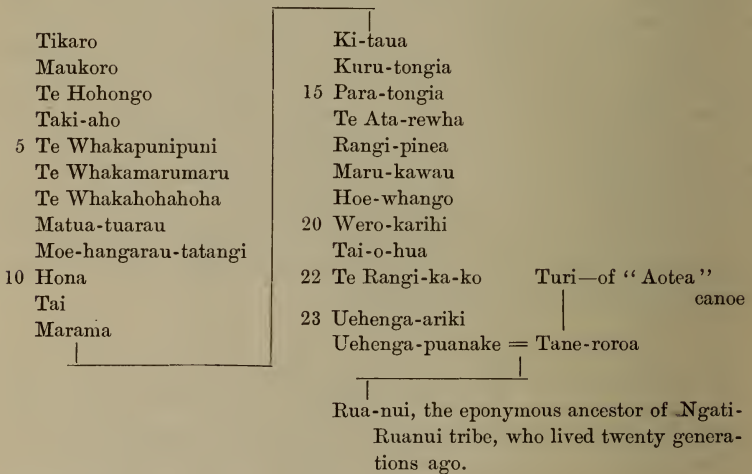 Tikaro
Maukoro
Te Hohongo
Taki-aho
5 Te Whakapunipuni
Te Whakamarumaru
Te Whakahohahoha
Matua-tuarau
Moe-hangarau-tatangi
10 Hona
Tai
Marama
Ki-taua
Kuru-tongia
15 Para-tongia
Te Ata-rewha
Rangi-pinea
Maru-kawau
Hoe-whango
20 Wero-karihi
Tai-o-hua
22 Te Rangi-ka-ko
Turi—of “Aotea”
canoe
23 Uehenga-ariki
Uehenga-puanake = Tane-roroa
Rua-nui, the eponymous ancestor of Ngati-
Ruanui tribe, who lived twenty genera-
tions ago.